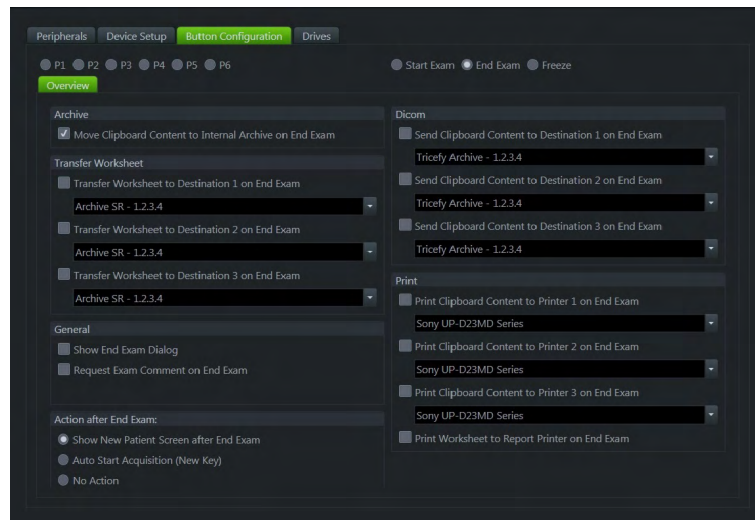 Peripherals Device Setup Button Configuration Drives
P1 P2 P3 P4 P5 P6 Start Exam End Exam Freeze
Overview
Archive
Move Clipboard Content to Internal Archive on End Exam
Transfer Worksheet
Transfer Worksheet to Destination 1 on End Exam
Archive SR - 1.2.3.4
Transfer Worksheet to Destination 2 on End Exam
Archive SR - 1.2.3.4
Transfer Worksheet to Destination 3 on End Exam
Archive SR - 1.2.3.4
General
Show End Exam Dialog
Request Exam Comment on End Exam
Action after End Exam:
Show New Patient Screen after End Exam
Auto Start Acquisition (New Key)
No Action
Dicom
Send Clipboard Content to Destination 1 on End Exam
Tricefy Archive - 1.2.3.4
Send Clipboard Content to Destination 2 on End Exam
Tricefy Archive - 1.2.3.4
Send Clipboard Content to Destination 3 on End Exam
Tricefy Archive - 1.2.3.4
Print
Print Clipboard Content to Printer 1 on End Exam
Sony UP-D23MD Series
Print Clipboard Content to Printer 2 on End Exam
Sony UP-D23MD Series
Print Clipboard Content to Printer 3 on End Exam
Sony UP-D23MD Series
Print Worksheet to Report Printer on End Exam